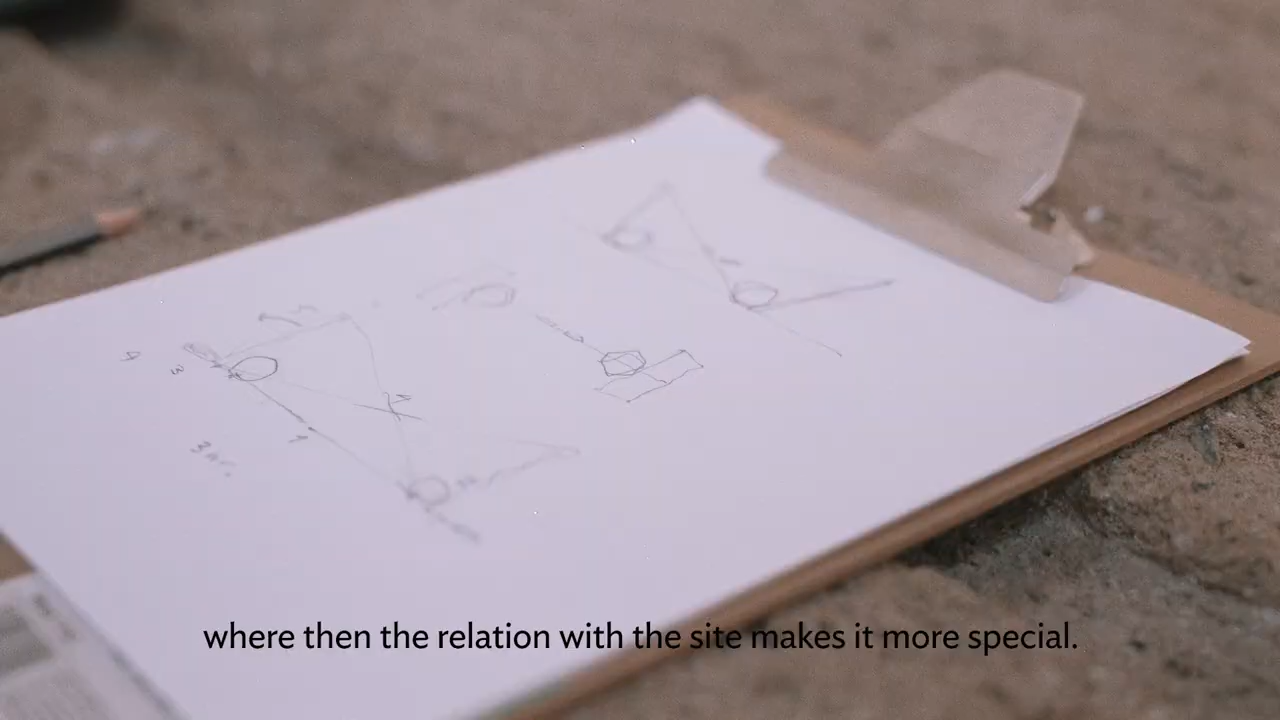 where then the relation with the site makes it more special.